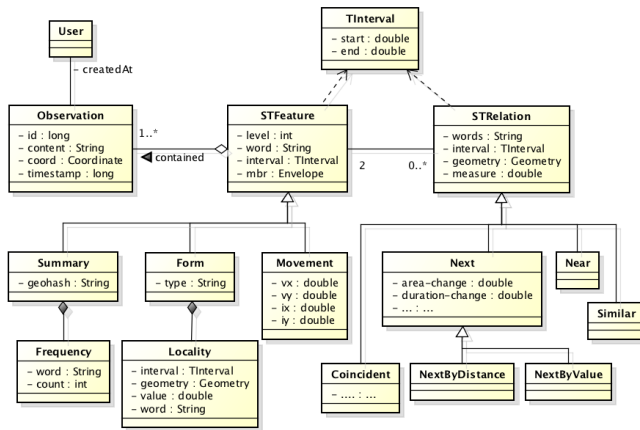 TInterval
- start : double
- end : double
User
- createdAt
Observation
- id : long
- content : String
- coord : Coordinate
- timestamp : long
1..*
contained
STFeature
- level : int
- word : String
- interval : TInterval
- mbr : Envelope
2
0..*
STRelation
- words : String
- interval : TInterval
- geometry : Geometry
- measure : double
Summary
- geohash : String
Form
- type : String
Movement
- vx : double
- vy : double
- ix : double
- iy : double
Next
- area-change : double
- duration-change : double
- ... : ...
Near
Similar
Frequency
- word : String
- count : int
Locality
- interval : TInterval
- geometry : Geometry
- value : double
- word : String
Coincident
- .... : ...
NextByDistance
NextByValue